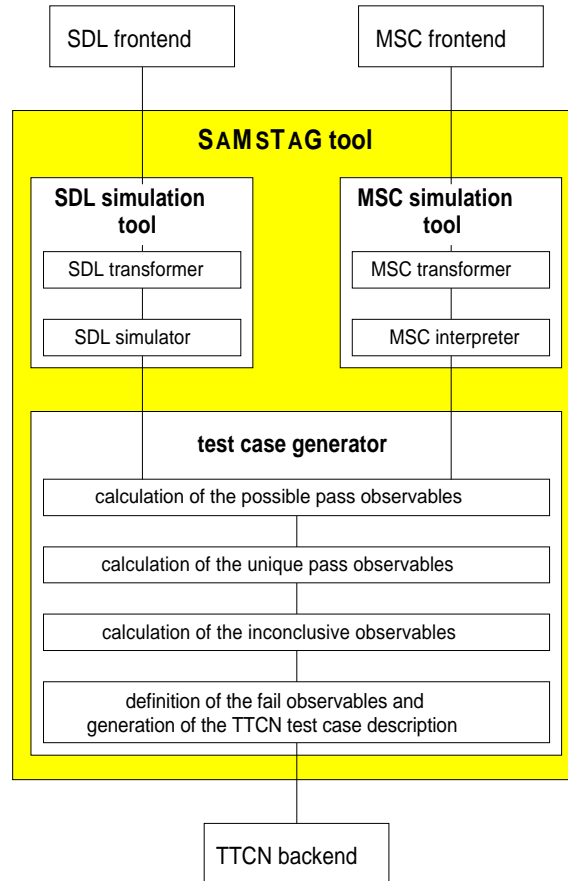 SDL frontend
MSC frontend
SAMSTAG tool
SDL simulation
tool
SDL transformer
SDL simulator
MSC simulation
tool
MSC transformer
MSC interpreter
test case generator
calculation of the possible pass observables
calculation of the unique pass observables
calculation of the inconclusive observables
definition of the fail observables and
generation of the TTCN test case description
TTCN backend